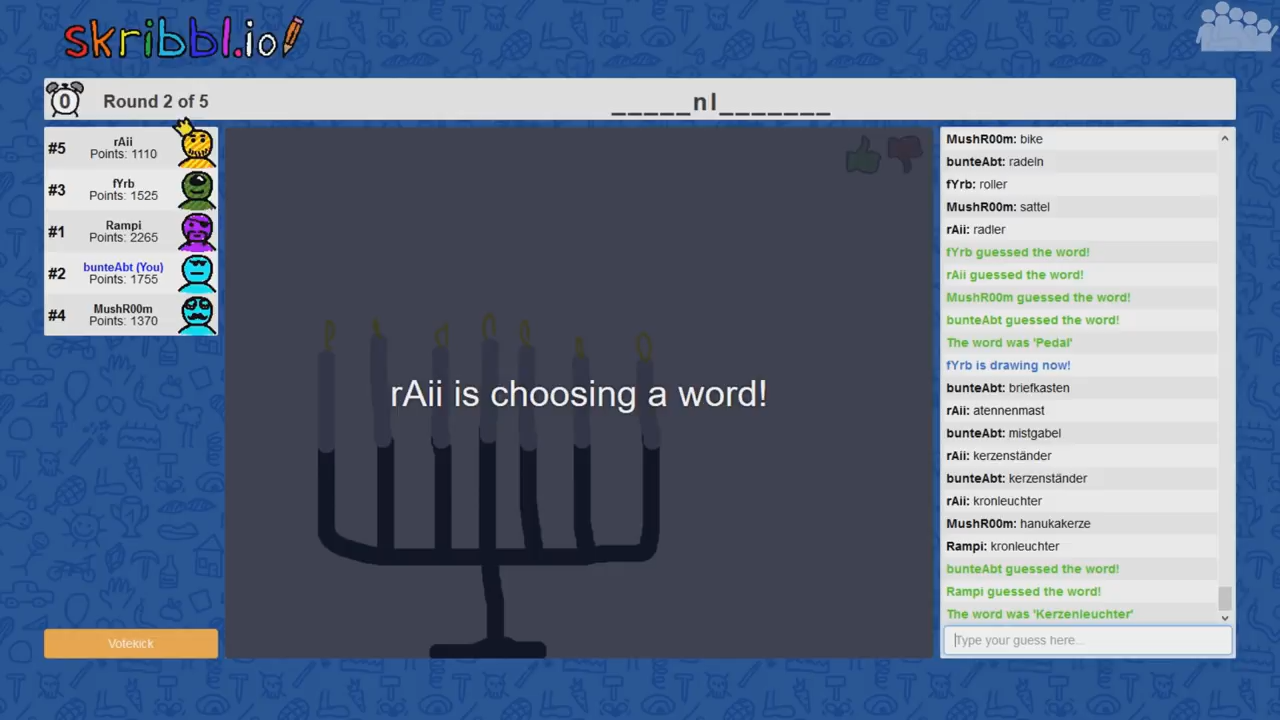 skribbl.io
0
Round 2 of 5
_____nl_______
#5
rAii
Points: 1110
#3
fYrb
Points: 1525
#1
Rampi
Points: 2265
#2
bunteAbt (You)
Points: 1755
#4
MushR00m
Points: 1370
rAii is choosing a word!
Votekick
MushR00m: bike
bunteAbt: radeln
fYrb: roller
MushR00m: sattel
rAii: radler
fYrb guessed the word!
rAii guessed the word!
MushR00m guessed the word!
bunteAbt guessed the word!
The word was 'Pedal'
fYrb is drawing now!
bunteAbt: briefkasten
rAii: atennenmast
bunteAbt: mistgabel
rAii: kerzenständer
bunteAbt: kerzenständer
rAii: kronleuchter
MushR00m: hanukakerze
Rampi: kronleuchter
bunteAbt guessed the word!
Rampi guessed the word!
The word was 'Kerzenleuchter'
Type your guess here...